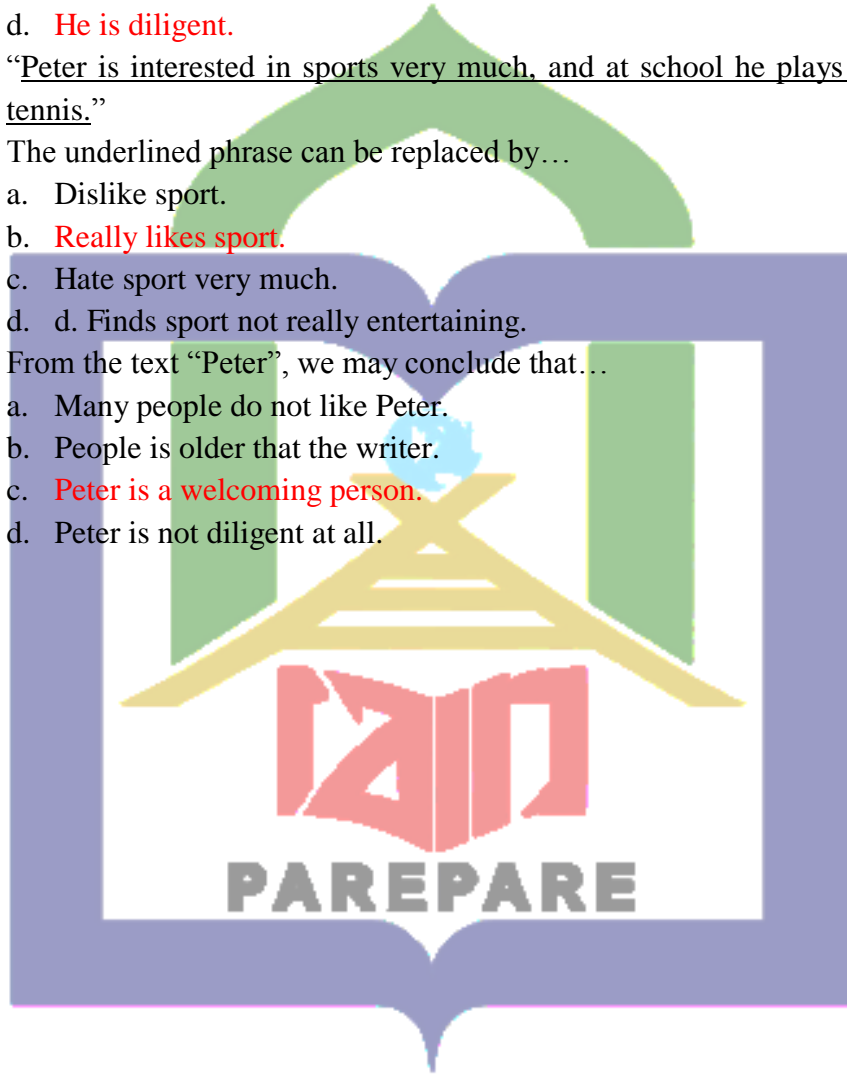 d. He is diligent.
“Peter is interested in sports very much, and at school he plays
tennis.”
The underlined phrase can be replaced by…
a. Dislike sport.
b. Really likes sport.
c. Hate sport very much.
d. d. Finds sport not really entertaining.
From the text “Peter”, we may conclude that…
a. Many people do not like Peter.
b. People is older that the writer.
c. Peter is a welcoming person.
d. Peter is not diligent at all.
iain
PAREPARE